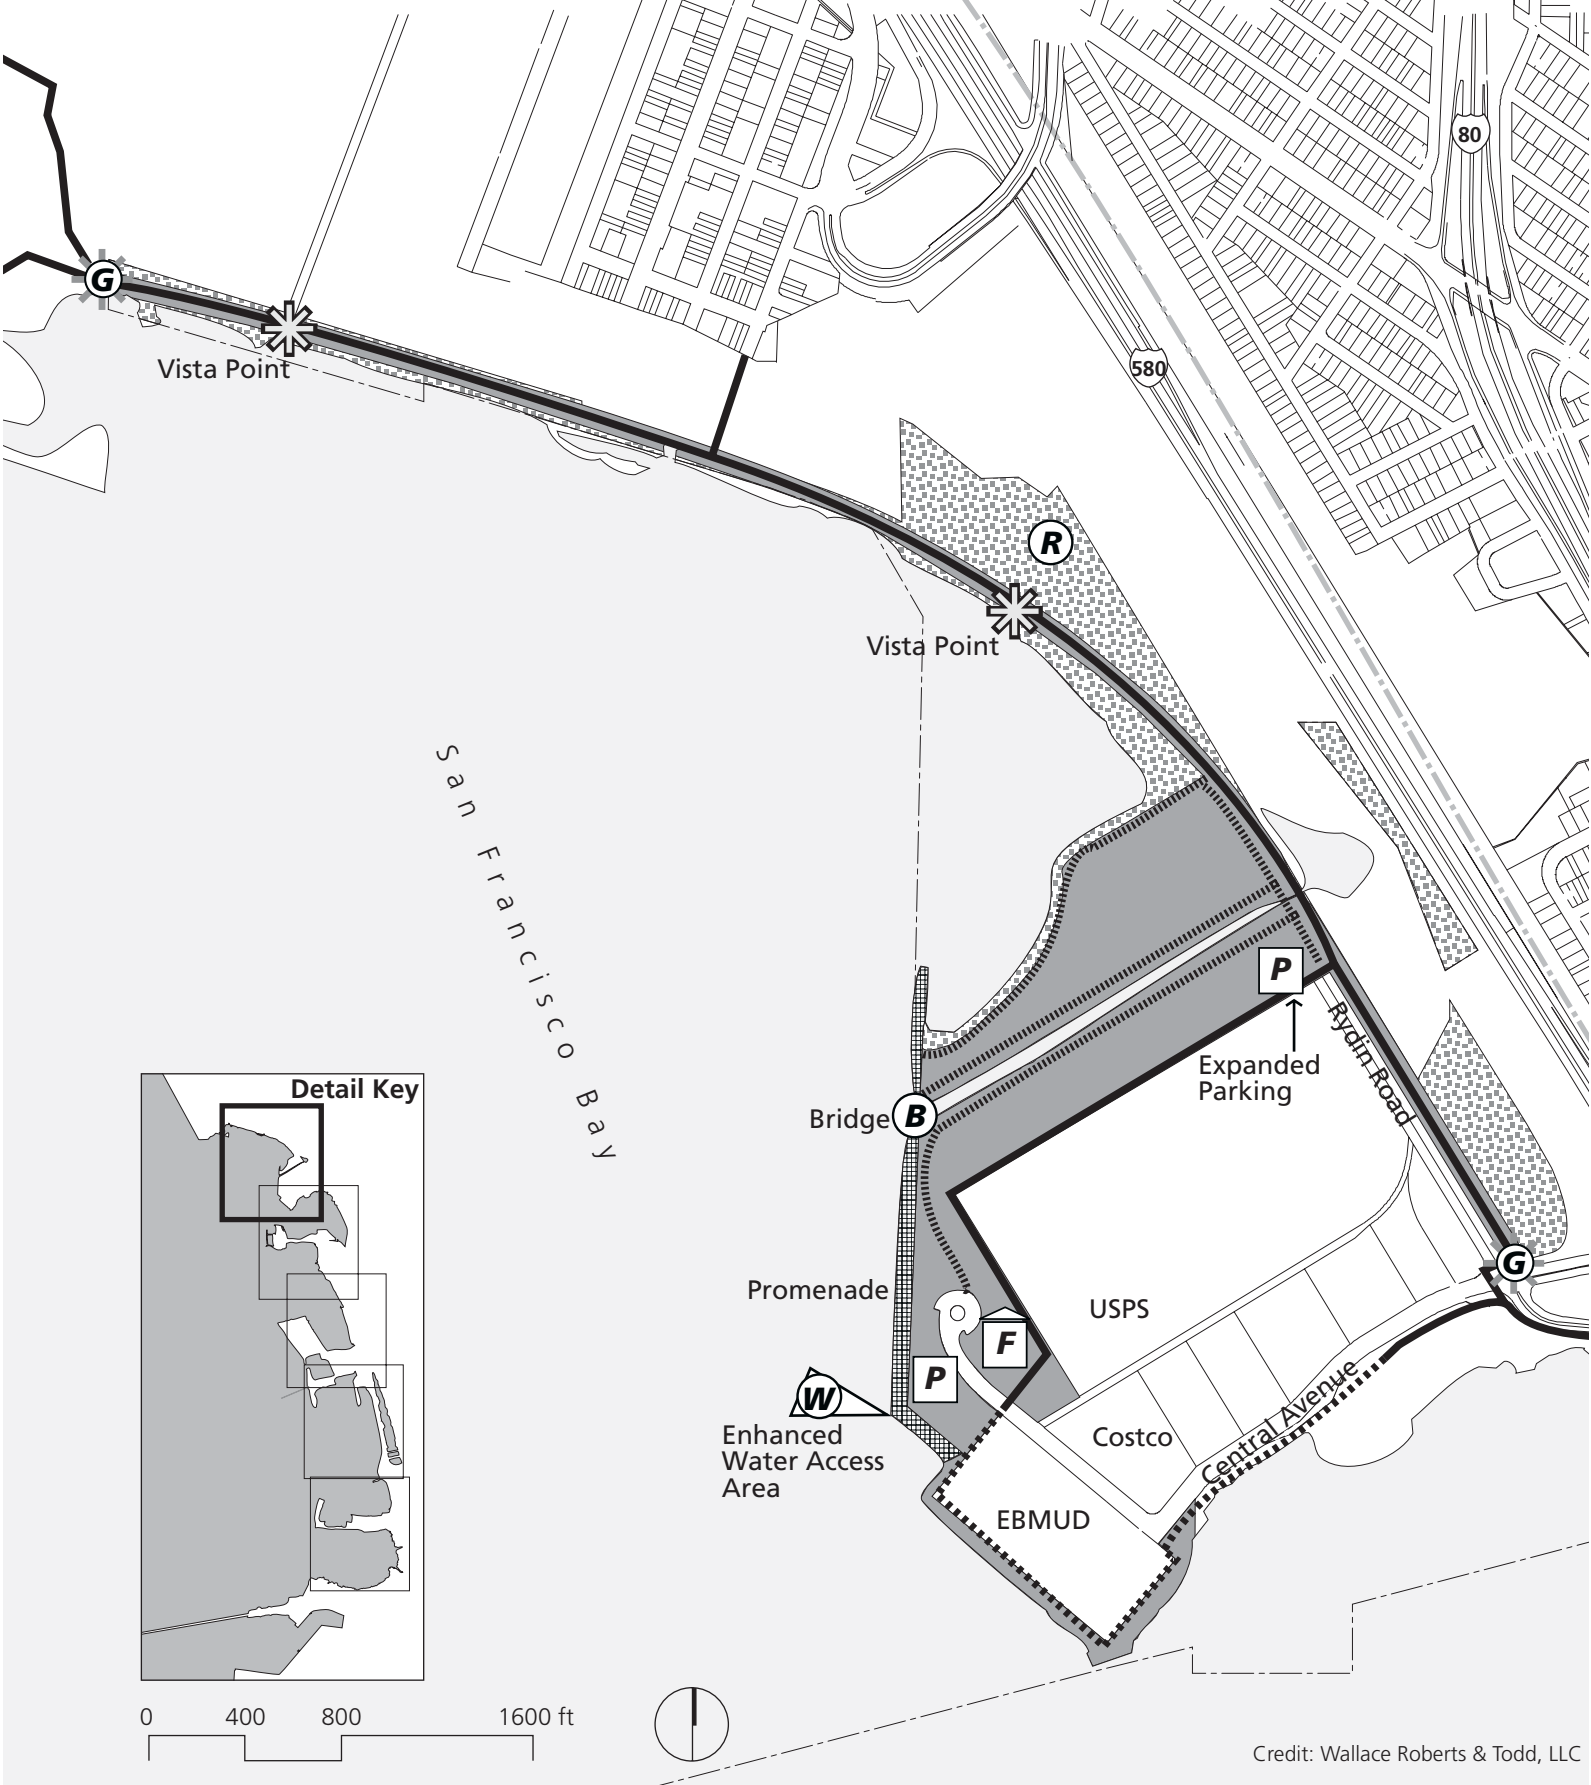 80
G
580
Vista Point
R
Vista Point
San Francisco Bay
P
Rydin Road
Expanded
Parking
Detail Key
Bridge
B
G
Promenade
USPS
F
P
W
Central Avenue
Enhanced
Water Access
Area
Costco
EBMUD
0 400 800 1600 ft
Credit: Wallace Roberts & Todd, LLC